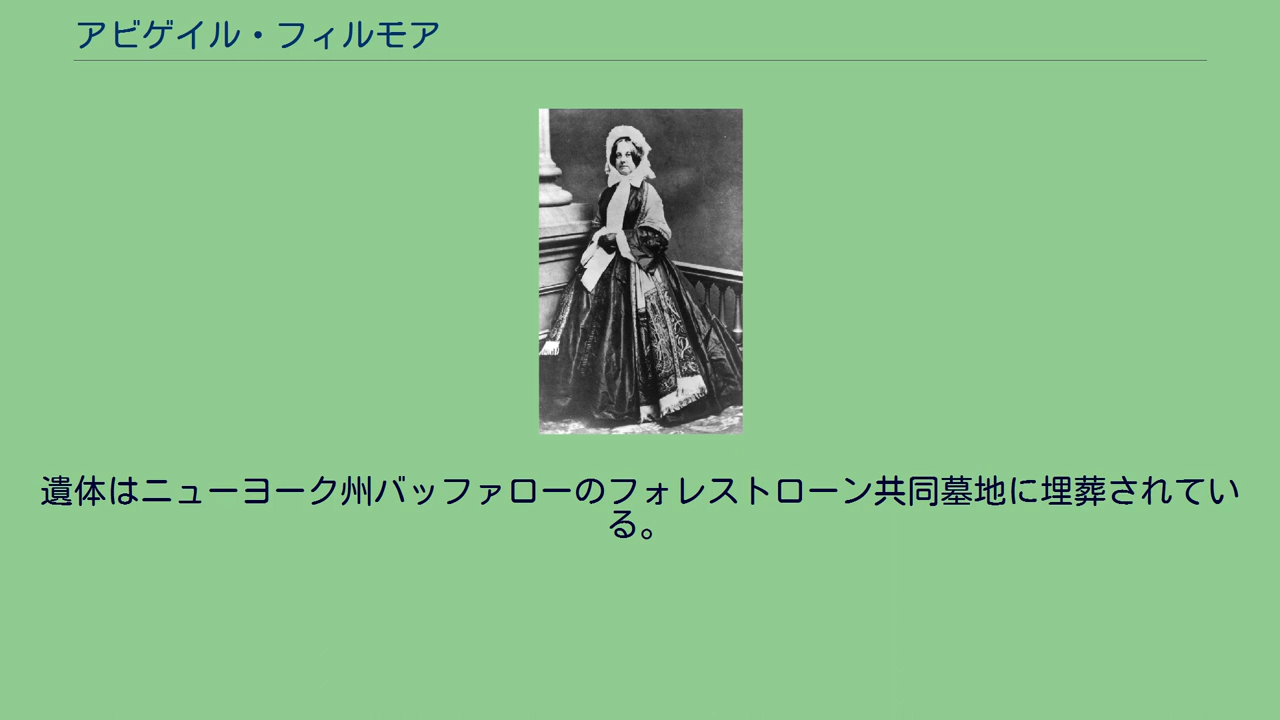 アビゲイル・フィルモア
遺体はニューヨーク州バッファローのフォレストローン共同墓地に埋葬されてい
る。